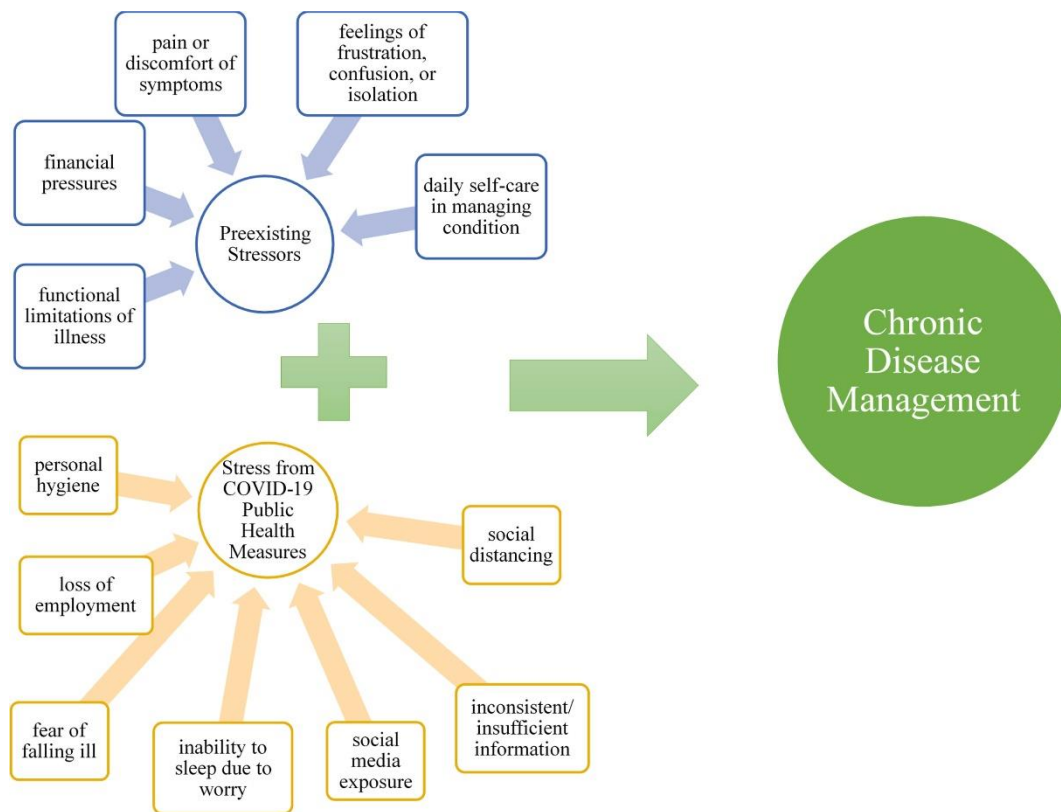 pain or
discomfort of
symptoms
feelings of
frustration,
confusion, or
isolation
financial
pressures
daily self-care
in managing
condition
Preexisting
Stressors
functional
limitations of
illness
Chronic
Disease
Management
personal
hygiene
Stress from
COVID-19
Public
Health
Measures
social
distancing
loss of
employment
fear of
falling ill
inability to
sleep due to
worry
social
media
exposure
inconsistent/
insufficient
information